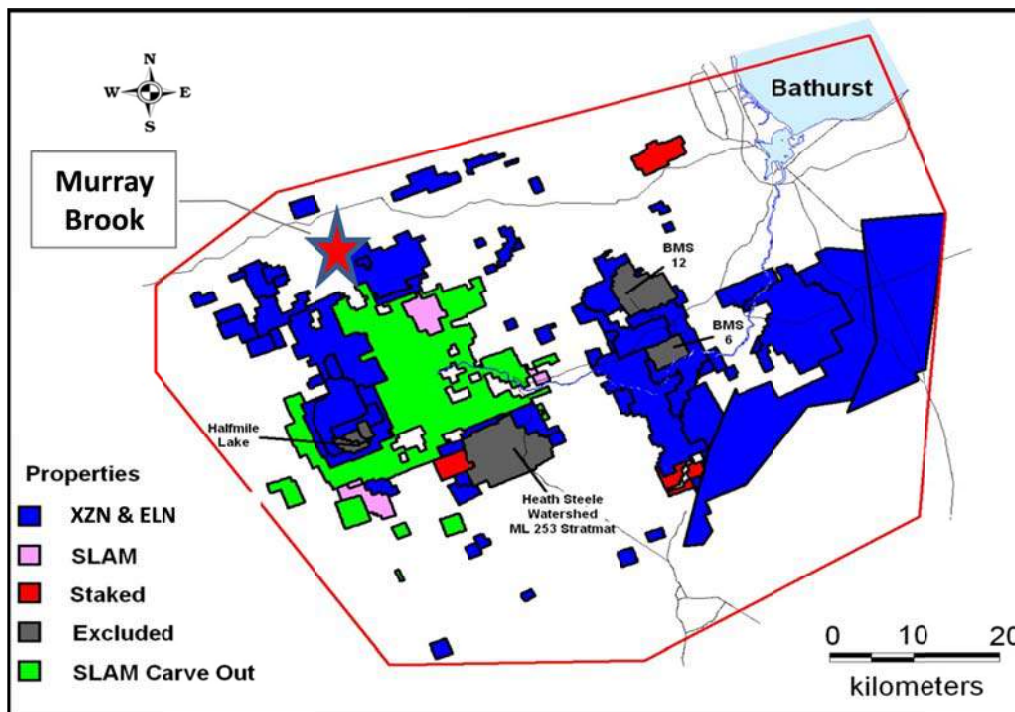 N
W E
S
Bathurst
Murray
Brook
BMS
12
BMS
6
Halfmile
Lake
Heath Steele
Watershed
ML 253 Stratmat
Properties
XZN & ELN
SLAM
Staked
Excluded
SLAM Carve Out
0 10 20
kilometers